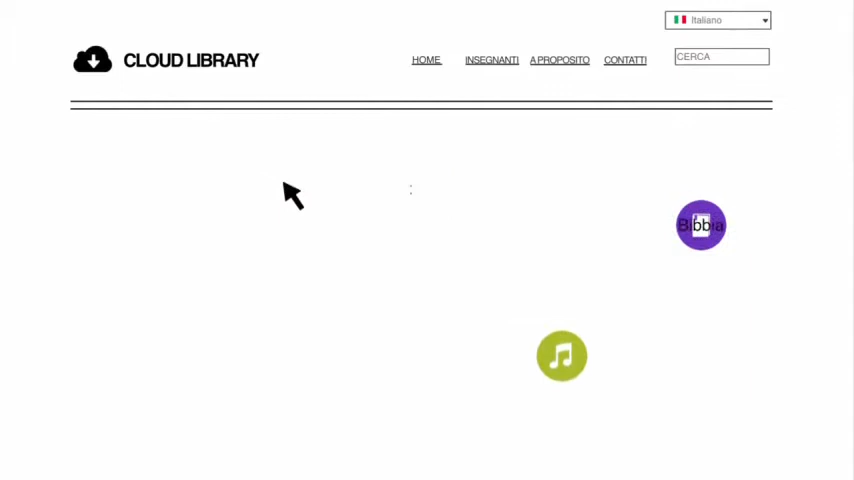 Italiano
CLOUD LIBRARY
HOME INSEGNANTI A PROPOSITO CONTATTI
CERCA
:
Bibbia